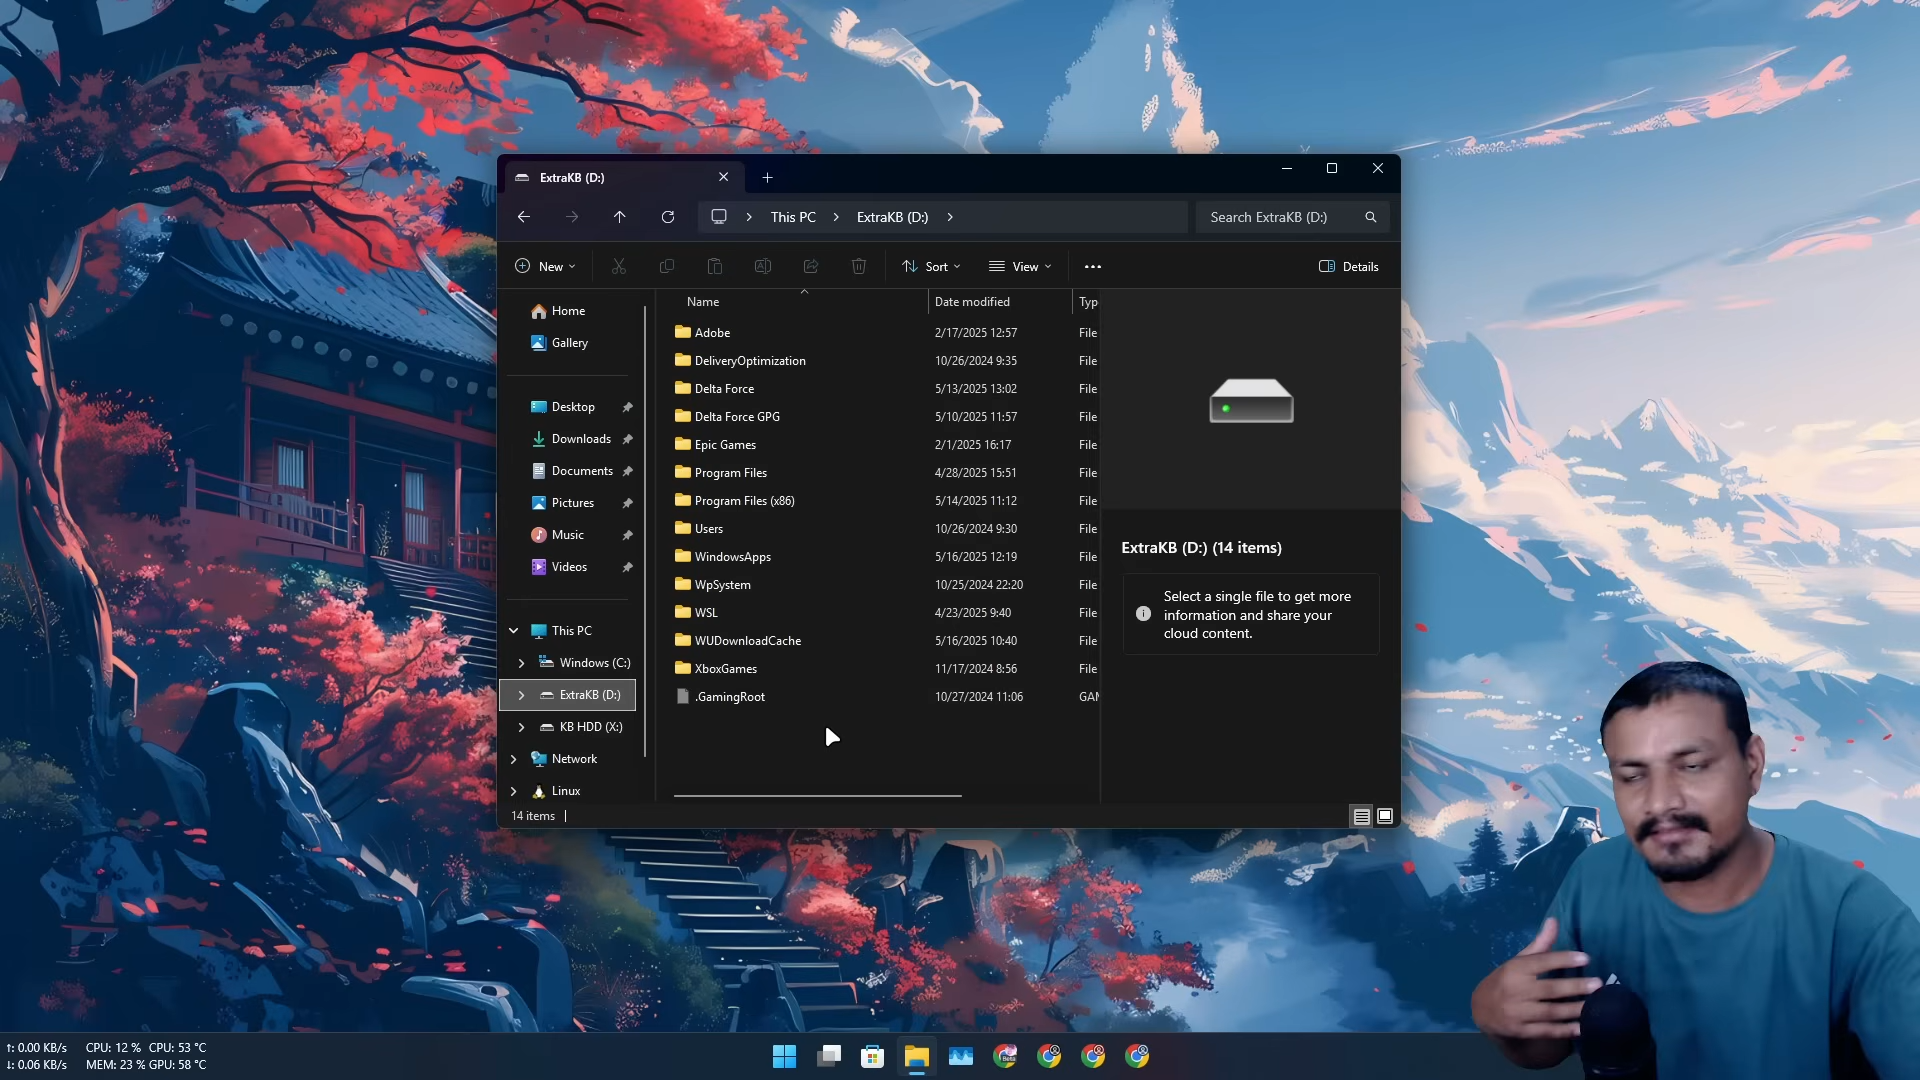 ExtraKB (D:)
This PC
ExtraKB (D:)
Search ExtraKB (D:)
New
Sort
View
Details
Home
Gallery
Desktop
Downloads
Documents
Pictures
Music
Videos
This PC
Windows (C:)
ExtraKB (D:)
KB HDD (X:)
Network
Linux
Name Date modified Typ
Adobe 2/17/2025 12:57 File
DeliveryOptimization 10/26/2024 9:35 File
Delta Force 5/13/2025 13:02 File
Delta Force GPG 5/10/2025 11:57 File
Epic Games 2/1/2025 16:17 File
Program Files 4/28/2025 15:51 File
Program Files (x86) 5/14/2025 11:12 File
Users 10/26/2024 9:30 File
WindowsApps 5/16/2025 12:19 File
WpSystem 10/25/2024 22:20 File
WSL 4/23/2025 9:40 File
WUDownloadCache 5/16/2025 10:40 File
XboxGames 11/17/2024 8:56 File
.GamingRoot 10/27/2024 11:06 GAM
ExtraKB (D:) (14 items)
Select a single file to get more
information and share your
cloud content.
14 items
↑: 0.00 KB/s CPU: 12 % CPU: 53 °C
↓: 0.06 KB/s MEM: 23 % GPU: 58 °C
Beta